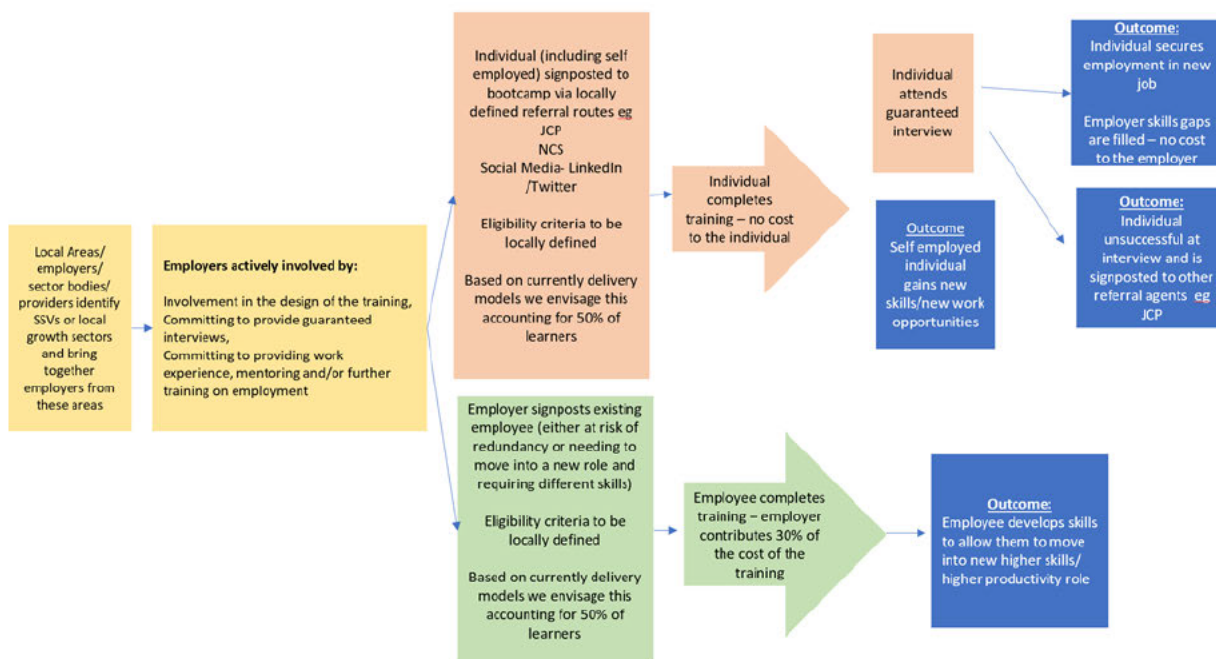 Local Areas/
employers/
sector bodies/
providers identify
SSVs or local
growth sectors
and bring
together
employers from
these areas
Employers actively involved by:
Involvement in the design of the training,
Committing to provide guaranteed
interviews,
Committing to providing work
experience, mentoring and/or further
training on employment
Individual (including self
employed) signposted to
bootcamp via locally
defined referral routes eg
JCP
NCS
Social Media- LinkedIn
/Twitter
Eligibility criteria to be
locally defined
Based on currently delivery
models we envisage this
accounting for 50% of
learners
Individual
completes
training – no cost
to the individual
Individual
attends
guaranteed
interview
Outcome:
Individual secures
employment in new
job
Employer skills gaps
are filled – no cost
to the employer
Outcome
Self employed
individual
gains new
skills/new work
opportunities
Outcome:
Individual
unsuccessful at
interview and is
signposted to other
referral agents eg
JCP
Employer signposts existing
employee (either at risk of
redundancy or needing to
move into a new role and
requiring different skills)
Eligibility criteria to be
locally defined
Based on currently delivery
models we envisage this
accounting for 50% of
learners
Employee completes
training – employer
contributes 30% of
the cost of the
training
Outcome:
Employee develops skills
to allow them to move
into new higher skills/
higher productivity role